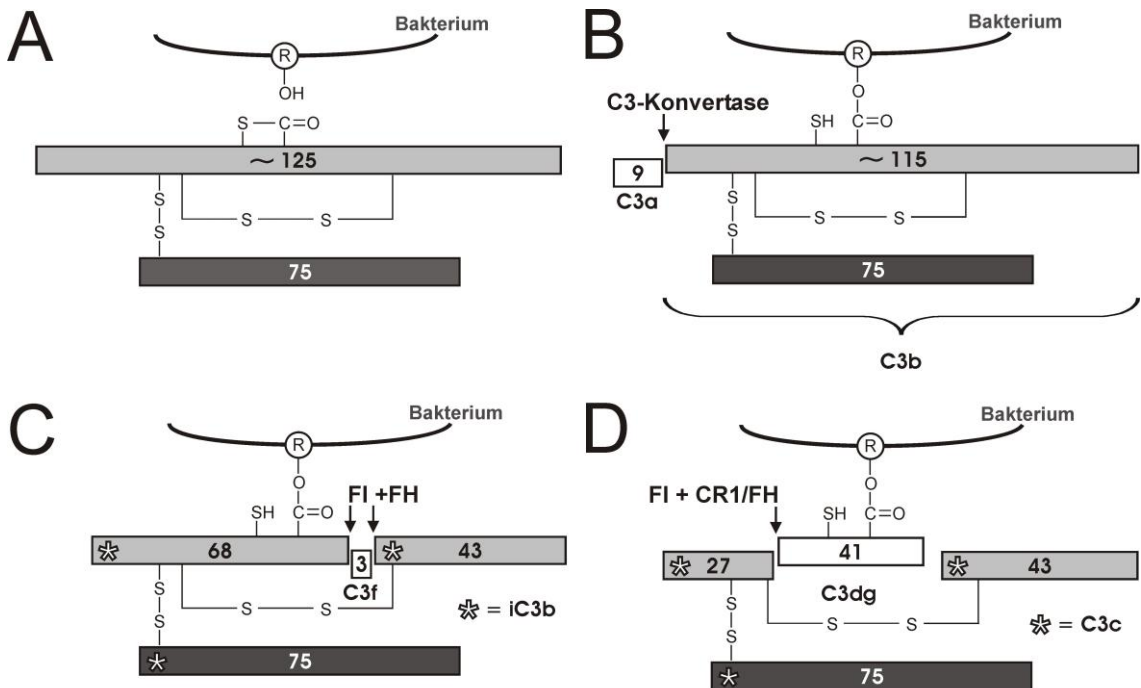 A
Bakterium
R
OH
S C=O
~ 125
S
S
S S
75
B
Bakterium
R
O
C3-Konvertase
SH C=O
~ 115
9
C3a
S
S
S S
75
C3b
C
Bakterium
R
O
FI +FH
SH C=O
68 43
3
C3f
S
S
S S
* = iC3b
75
D
Bakterium
R
O
FI + CR1/FH
SH C=O
41
27 43
C3dg
S
S
S S
* = C3c
75